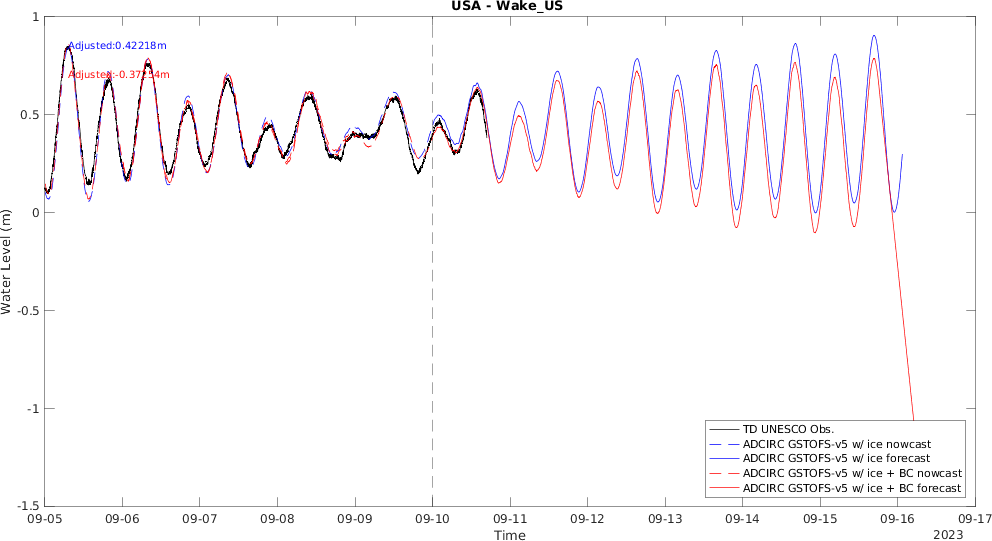 USA - Wake_US
1
Adjusted:0.42218m
0.5
0
-0.5
-1
-1.5
Water Level (m)
TD UNESCO Obs.
ADCIRC GSTOFS-v5 w/ ice nowcast
ADCIRC GSTOFS-v5 w/ ice forecast
ADCIRC GSTOFS-v5 w/ ice + BC nowcast
ADCIRC GSTOFS-v5 w/ ice + BC forecast
09-05 09-06 09-07 09-08 09-09 09-10 09-11 09-12 09-13 09-14 09-15 09-16 09-17
Time
2023